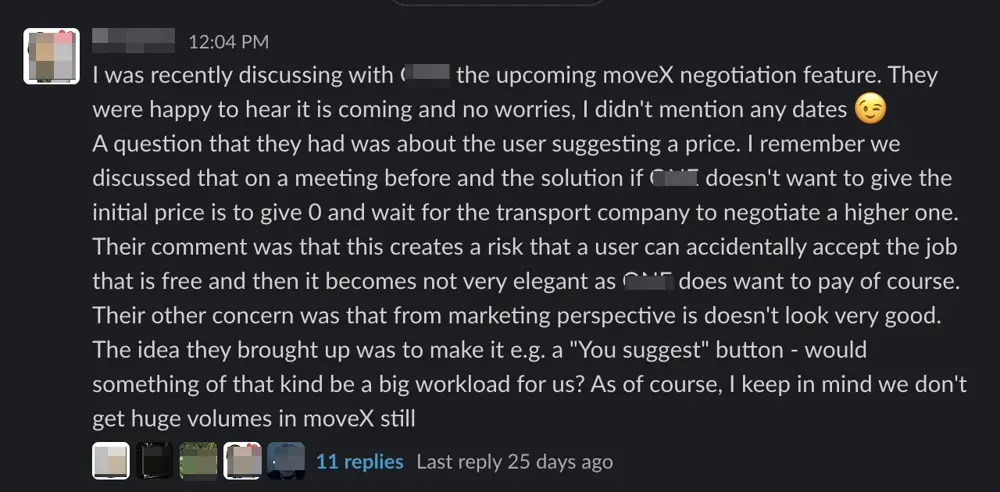 12:04 PM
I was recently discussing with the upcoming moveX negotiation feature. They
were happy to hear it is coming and no worries, I didn't mention any dates 😉
A question that they had was about the user suggesting a price. I remember we
discussed that on a meeting before and the solution if doesn't want to give the
initial price is to give 0 and wait for the transport company to negotiate a higher one.
Their comment was that this creates a risk that a user can accidentally accept the job
that is free and then it becomes not very elegant as does want to pay of course.
Their other concern was that from marketing perspective is doesn't look very good.
The idea they brought up was to make it e.g. a "You suggest" button - would
something of that kind be a big workload for us? As of course, I keep in mind we don't
get huge volumes in moveX still
11 replies Last reply 25 days ago